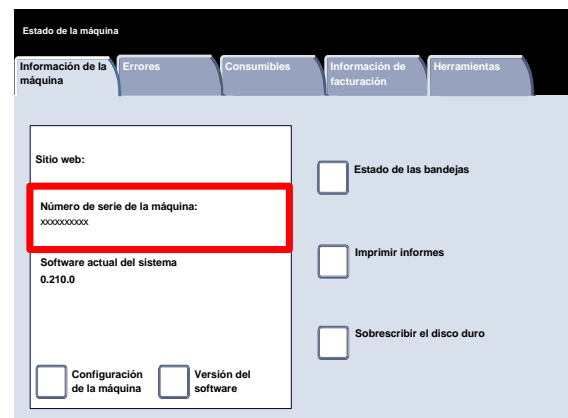 Estado de la máquina
Información de la
máquina
Errores
Consumibles
Información de
facturación
Herramientas
Sitio web:
Número de serie de la máquina:
xxxxxxxxxx
Software actual del sistema
0.210.0
Configuración
de la máquina
Versión del
software
Estado de las bandejas
Imprimir informes
Sobrescribir el disco duro